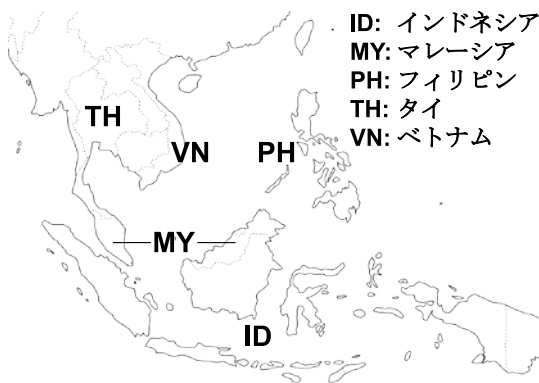 ID: インドネシア
MY: マレーシア
PH: フィリピン
TH: タイ
VN: ベトナム
TH
VN
PH
MY
ID